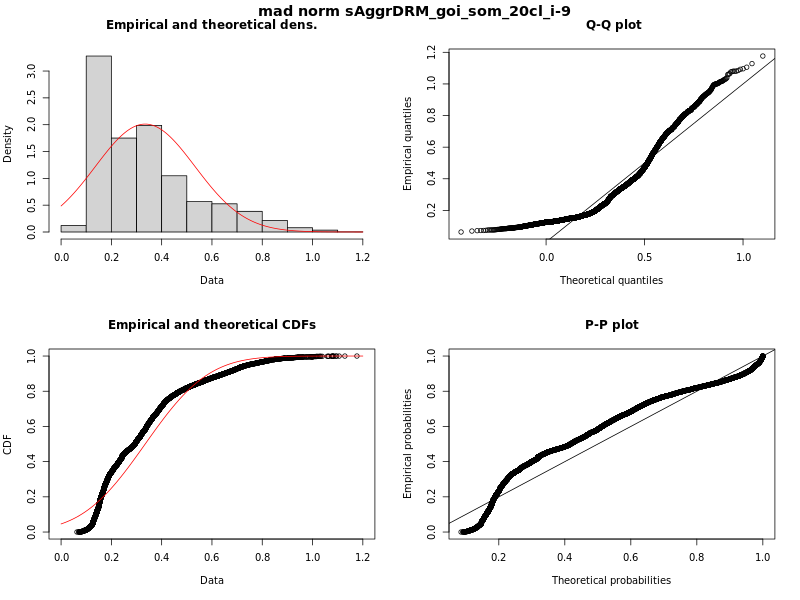 mad norm sAggrDRM_goi_som_20cl_i-9
Empirical and theoretical dens.
Density
0.0 0.5 1.0 1.5 2.0 2.5 3.0
0.0 0.2 0.4 0.6 0.8 1.0 1.2
Data
Q-Q plot
Empirical quantiles
0.2 0.4 0.6 0.8 1.0 1.2
0.0 0.5 1.0
Theoretical quantiles
Empirical and theoretical CDFs
CDF
0.0 0.2 0.4 0.6 0.8 1.0
0.0 0.2 0.4 0.6 0.8 1.0 1.2
Data
P-P plot
Empirical probabilities
0.0 0.2 0.4 0.6 0.8 1.0
0.2 0.4 0.6 0.8 1.0
Theoretical probabilities